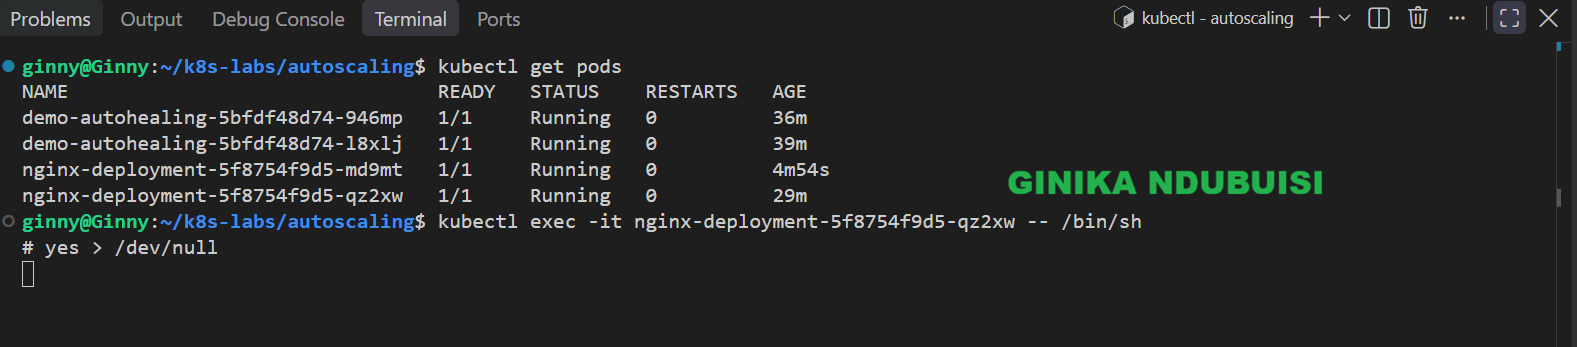 Problems Output Debug Console Terminal Ports kubectl - autoscaling
ginny@Ginny:~/k8s-labs/autoscaling$ kubectl get pods
NAME READY STATUS RESTARTS AGE
demo-autohealing-5bfdf48d74-946mp 1/1 Running 0 36m
demo-autohealing-5bfdf48d74-l8xlj 1/1 Running 0 39m
nginx-deployment-5f8754f9d5-md9mt 1/1 Running 0 4m54s
GINIKA NDUBUISI
nginx-deployment-5f8754f9d5-qz2xw 1/1 Running 0 29m
ginny@Ginny:~/k8s-labs/autoscaling$ kubectl exec -it nginx-deployment-5f8754f9d5-qz2xw -- /bin/sh
# yes > /dev/null